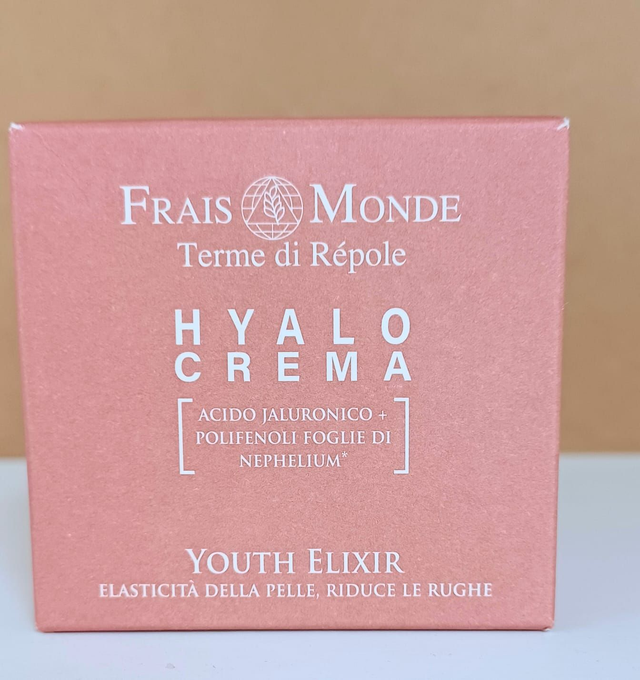 FRAIS MONDE
Terme di Répole
HYALO
CREMA
ACIDO JALURONICO +
POLIFENOLI FOGLIE DI
NEPHELIUM*
YOUTH ELIXIR
ELASTICITÀ DELLA PELLE, RIDUCE LE RUGHE